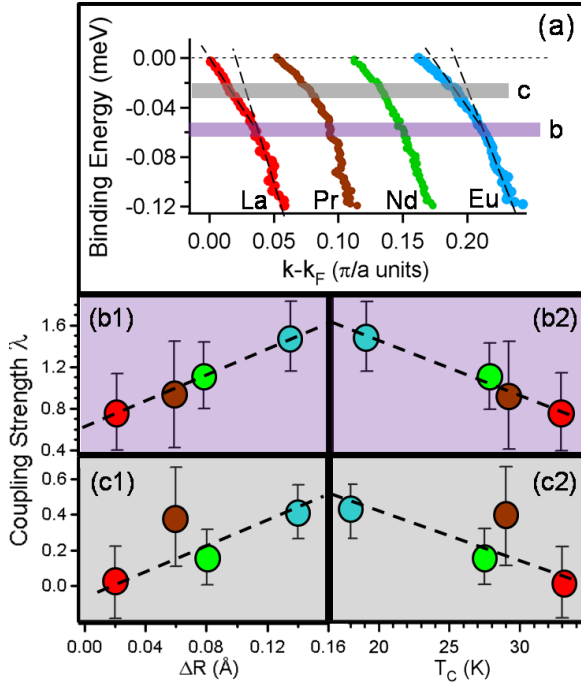 (a)
Binding Energy (meV)
0.00
-0.04
-0.08
-0.12
c
b
La Pr Nd Eu
0.00 0.05 0.10 0.15 0.20
k-k_F (π/a units)
Coupling Strength λ
(b1) (b2)
1.6
1.2
0.8
0.4
(c1) (c2)
0.6
0.4
0.2
0.0
0.00 0.04 0.08 0.12 0.16 20 25 30
ΔR (Å) T_C (K)